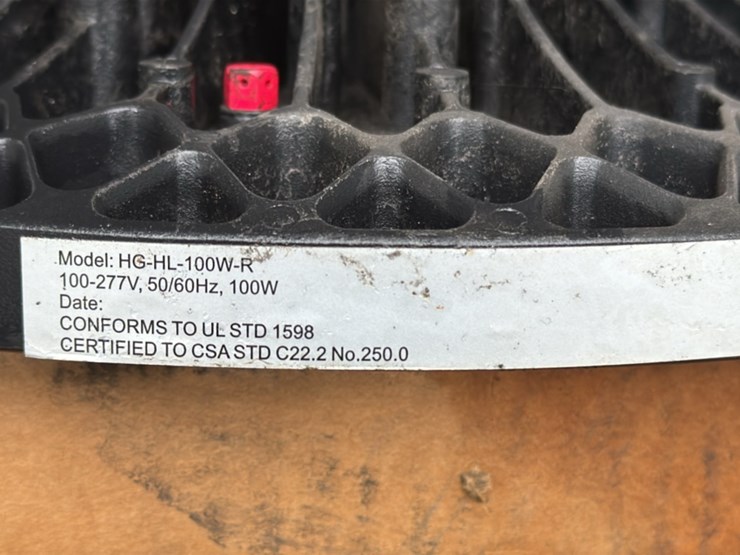 Model: HG-HL-100W-R
100-277V, 50/60Hz, 100W
Date:
CONFORMS TO UL STD 1598
CERTIFIED TO CSA STD C22.2 No.250.0